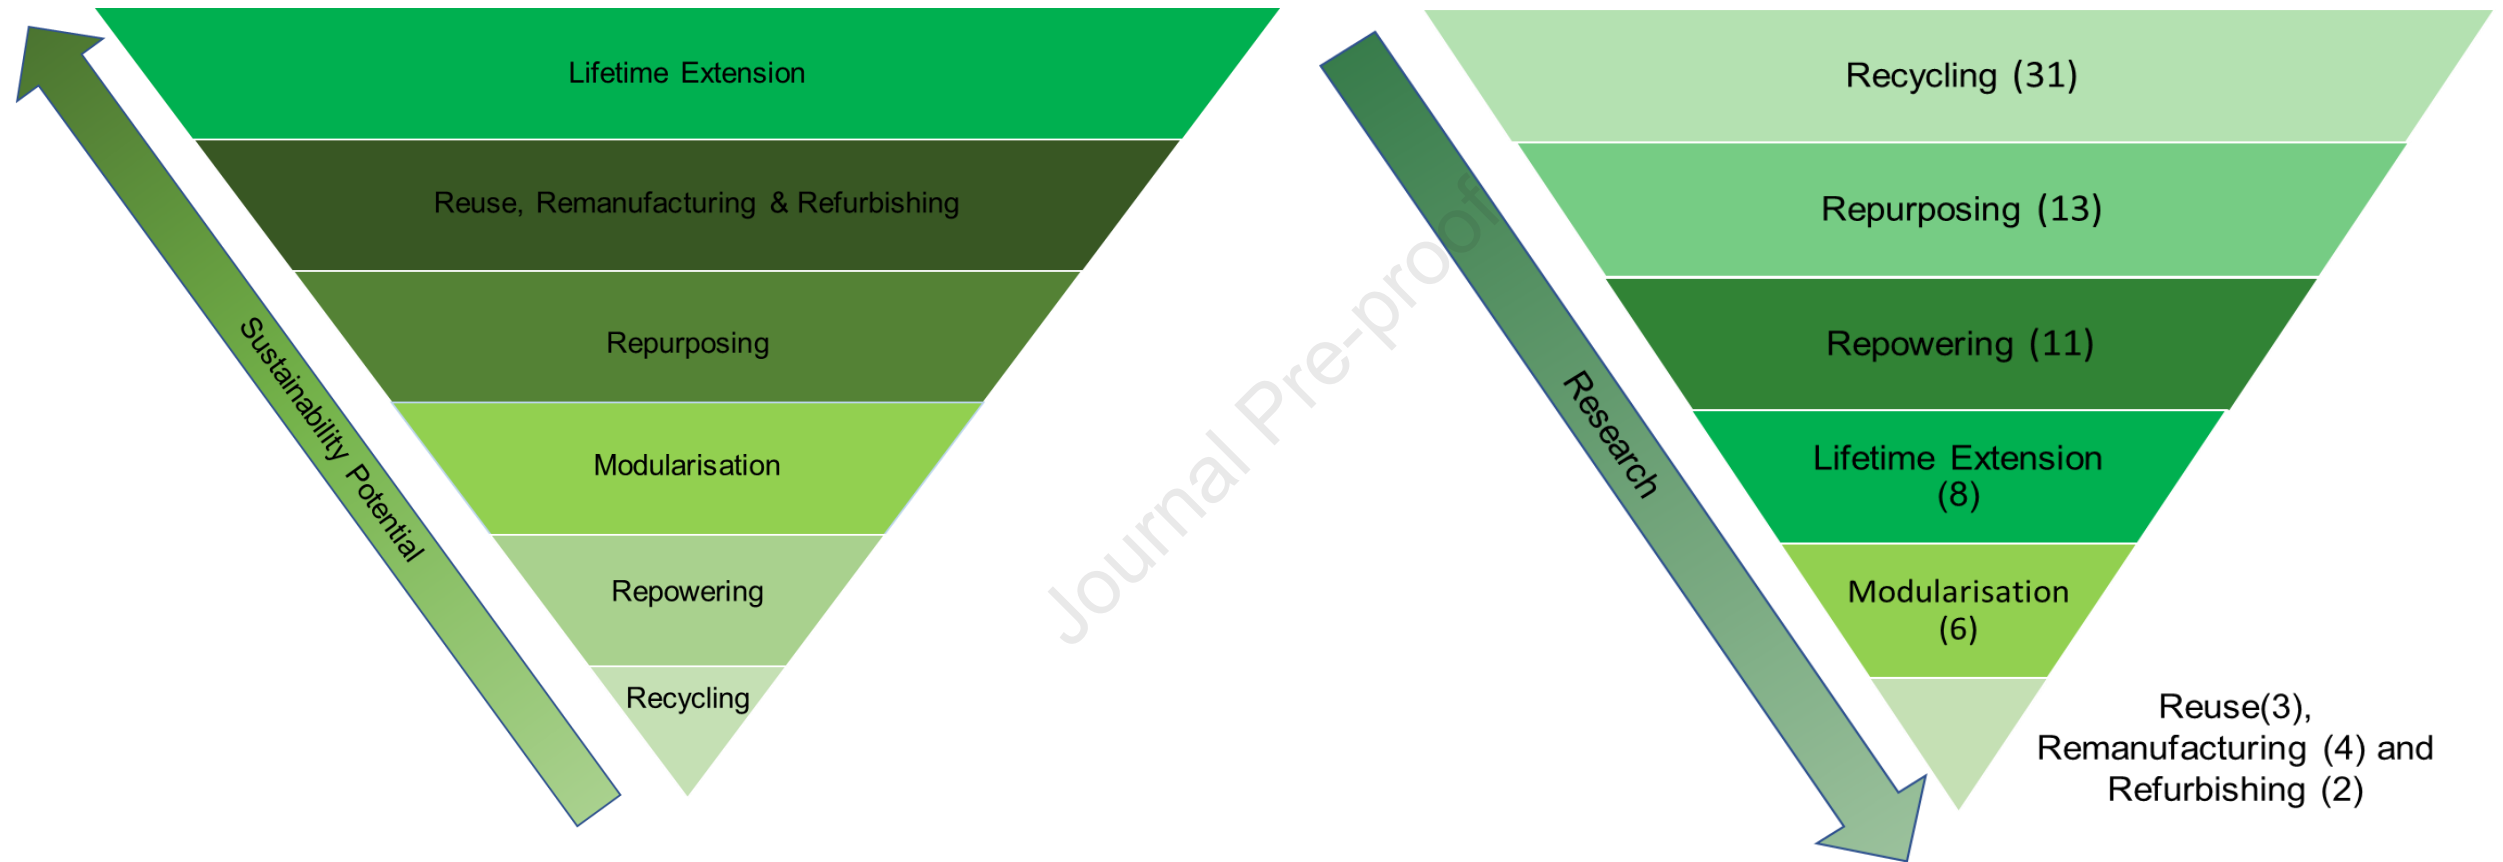 Lifetime Extension
Reuse, Remanufacturing & Refurbishing
Repurposing
Modularisation
Repowering
Recycling
Sustainability Potential
Journal Pre-proof
Recycling (31)
Repurposing (13)
Repowering (11)
Lifetime Extension
(8)
Modularisation
(6)
Reuse(3),
Remanufacturing (4) and
Refurbishing (2)
Research